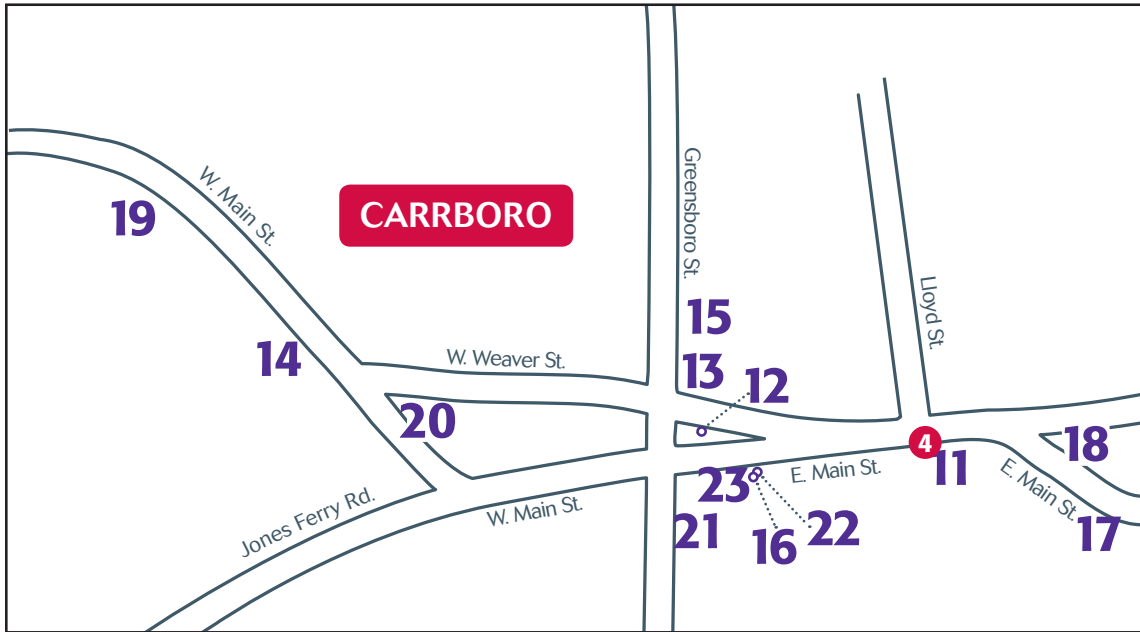 W. Main St.
19
CARRBORO
Greensboro St.
15
Lloyd St.
14
W. Weaver St.
13
12
20
4
11
18
E. Main St.
E. Main St.
23
21
16
22
17
Jones Ferry Rd.
W. Main St.